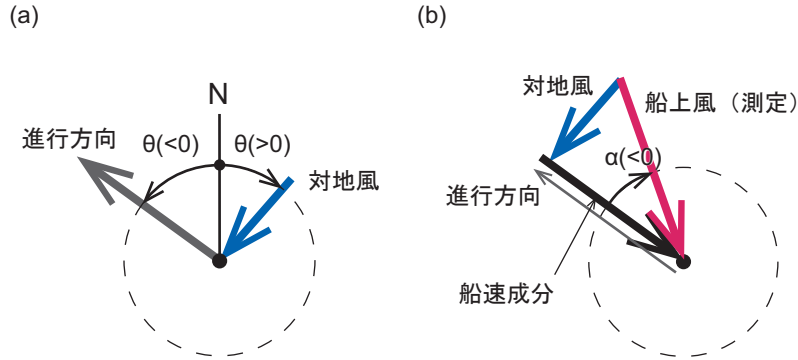 (a)
N
進行方向
θ(<0)
θ(>0)
対地風
(b)
対地風
船上風（測定）
α(<0)
進行方向
船速成分